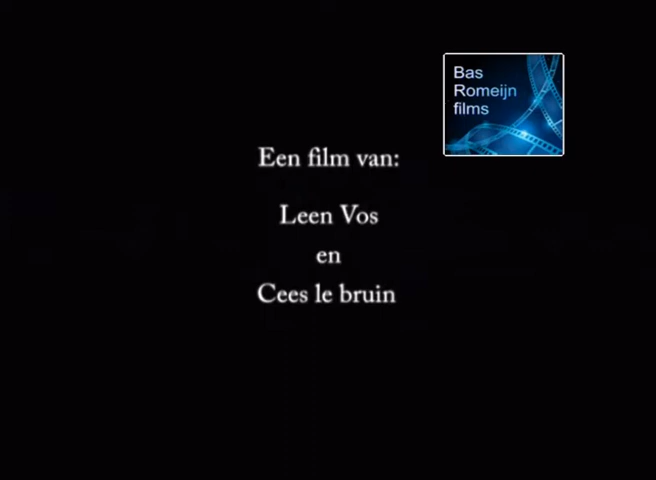 Bas
Romeijn
films
Een film van:
Leen Vos
en
Cees le bruin